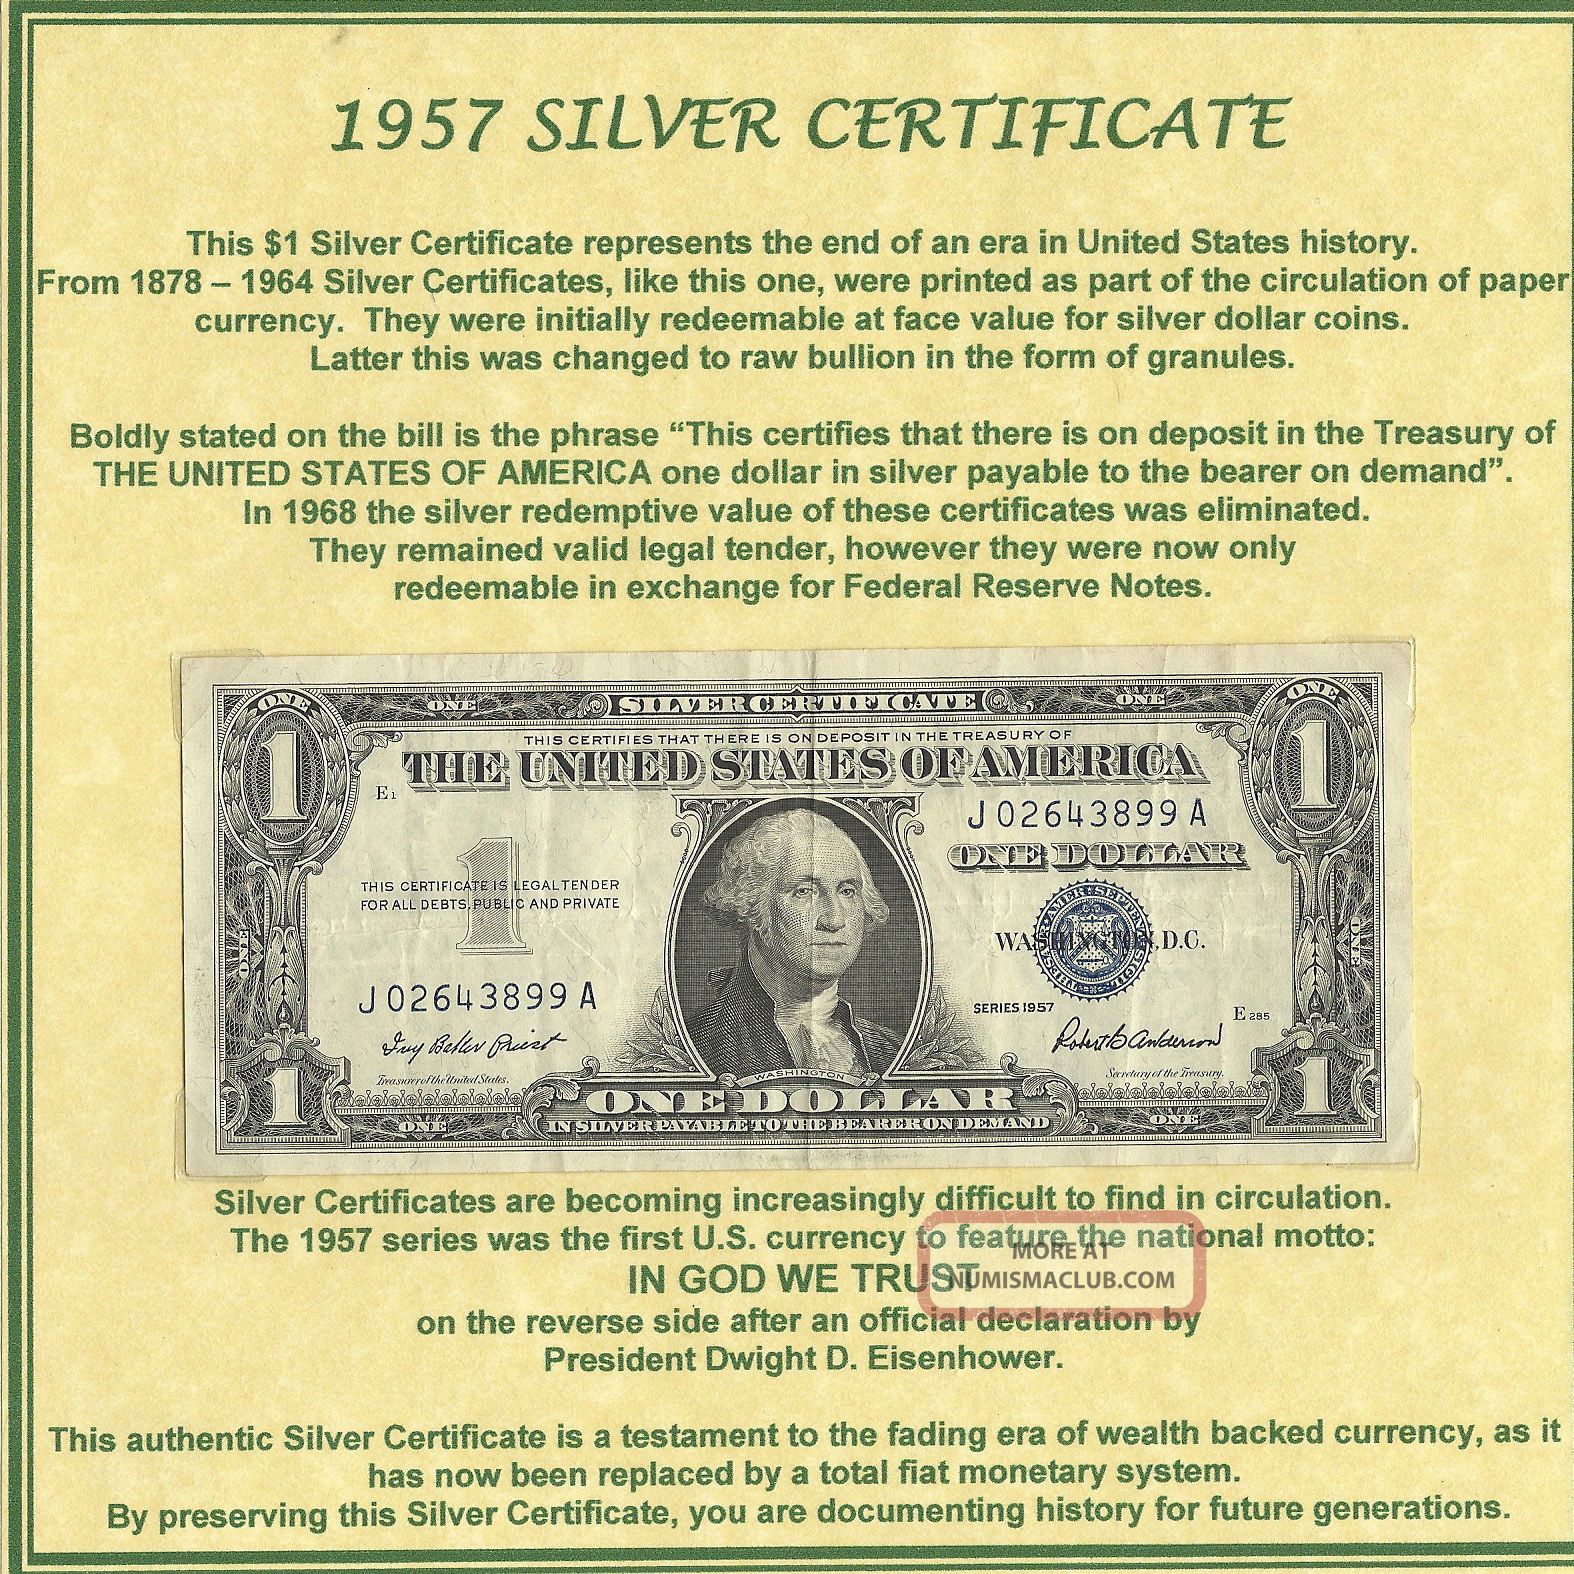 1957 SILVER CERTIFICATE
This $1 Silver Certificate represents the end of an era in United States history.
From 1878 – 1964 Silver Certificates, like this one, were printed as part of the circulation of paper
currency.  They were initially redeemable at face value for silver dollar coins.
Latter this was changed to raw bullion in the form of granules.
Boldly stated on the bill is the phrase “This certifies that there is on deposit in the Treasury of
THE UNITED STATES OF AMERICA one dollar in silver payable to the bearer on demand”.
In 1968 the silver redemptive value of these certificates was eliminated.
They remained valid legal tender, however they were now only
redeemable in exchange for Federal Reserve Notes.
ONE ONE SILVER CERTIFICATE ONE ONE
1 1
THIS CERTIFIES THAT THERE IS ON DEPOSIT IN THE TREASURY OF
THE UNITED STATES OF AMERICA
E1
J 02643899 A
ONE DOLLAR
1
THIS CERTIFICATE IS LEGAL TENDER
FOR ALL DEBTS, PUBLIC AND PRIVATE
ONE ONE
WASHINGTON, D.C.
J 02643899 A
SERIES 1957
E 285
Ivy Baker Priest
Robert B Anderson
Treasurer of the United States.
Secretary of the Treasury.
WASHINGTON
1 1
ONE DOLLAR
ONE ONE
IN SILVER PAYABLE TO THE BEARER ON DEMAND
Silver Certificates are becoming increasingly difficult to find in circulation.
The 1957 series was the first U.S. currency to feature the national motto:
MORE AT
NUMISMACLUB.COM
IN GOD WE TRUST
on the reverse side after an official declaration by
President Dwight D. Eisenhower.
This authentic Silver Certificate is a testament to the fading era of wealth backed currency, as it
has now been replaced by a total fiat monetary system.
By preserving this Silver Certificate, you are documenting history for future generations.